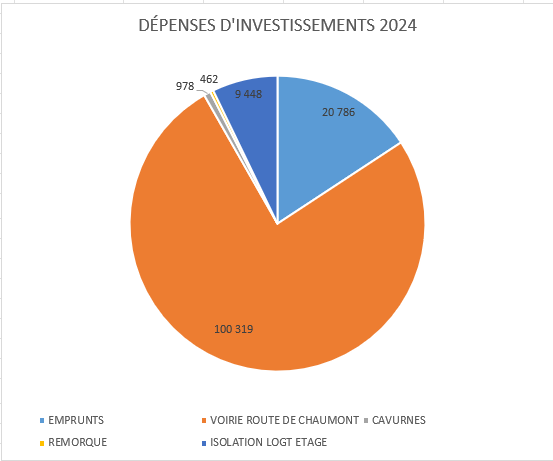 DÉPENSES D'INVESTISSEMENTS 2024
978
462
9 448
20 786
100 319
EMPRUNTS
VOIRIE ROUTE DE CHAUMONT
CAVURNES
REMORQUE
ISOLATION LOGT ETAGE